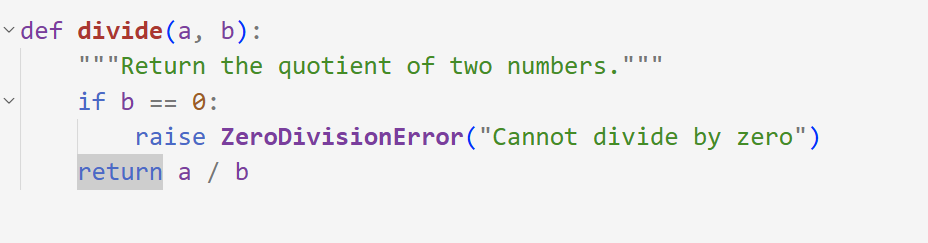 def divide(a, b):
    """Return the quotient of two numbers."""
    if b == 0:
        raise ZeroDivisionError("Cannot divide by zero")
    return a / b